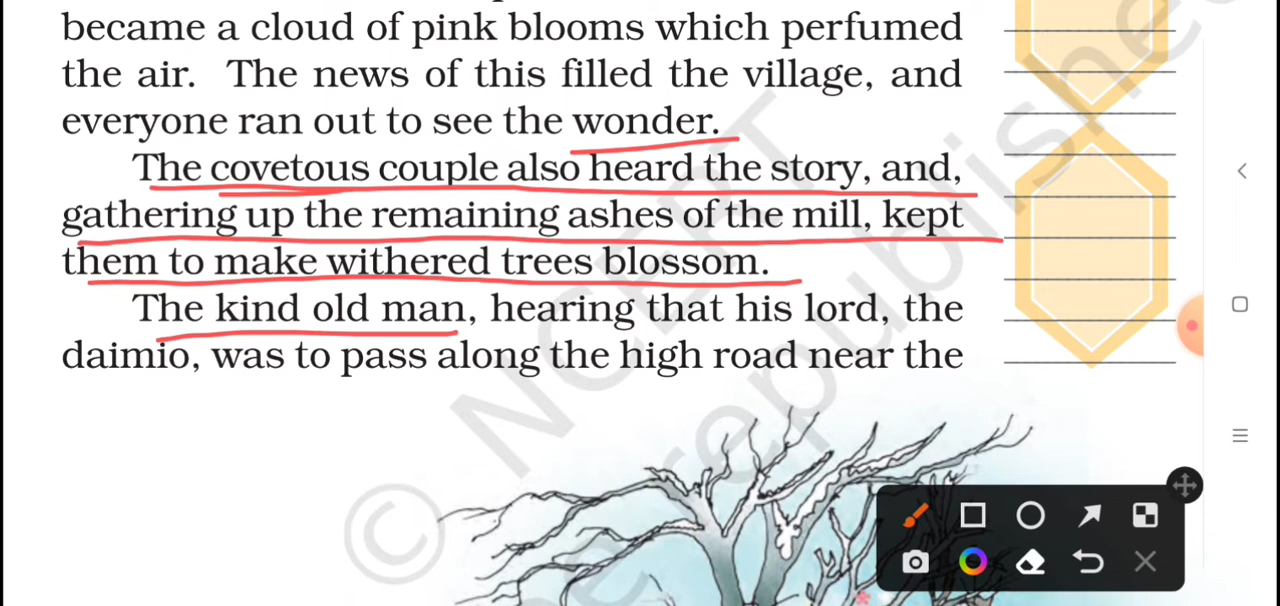 became a cloud of pink blooms which perfumed
the air. The news of this filled the village, and
everyone ran out to see the wonder.
The covetous couple also heard the story, and,
gathering up the remaining ashes of the mill, kept
them to make withered trees blossom.
The kind old man, hearing that his lord, the
daimio, was to pass along the high road near the
© NCERT
republished